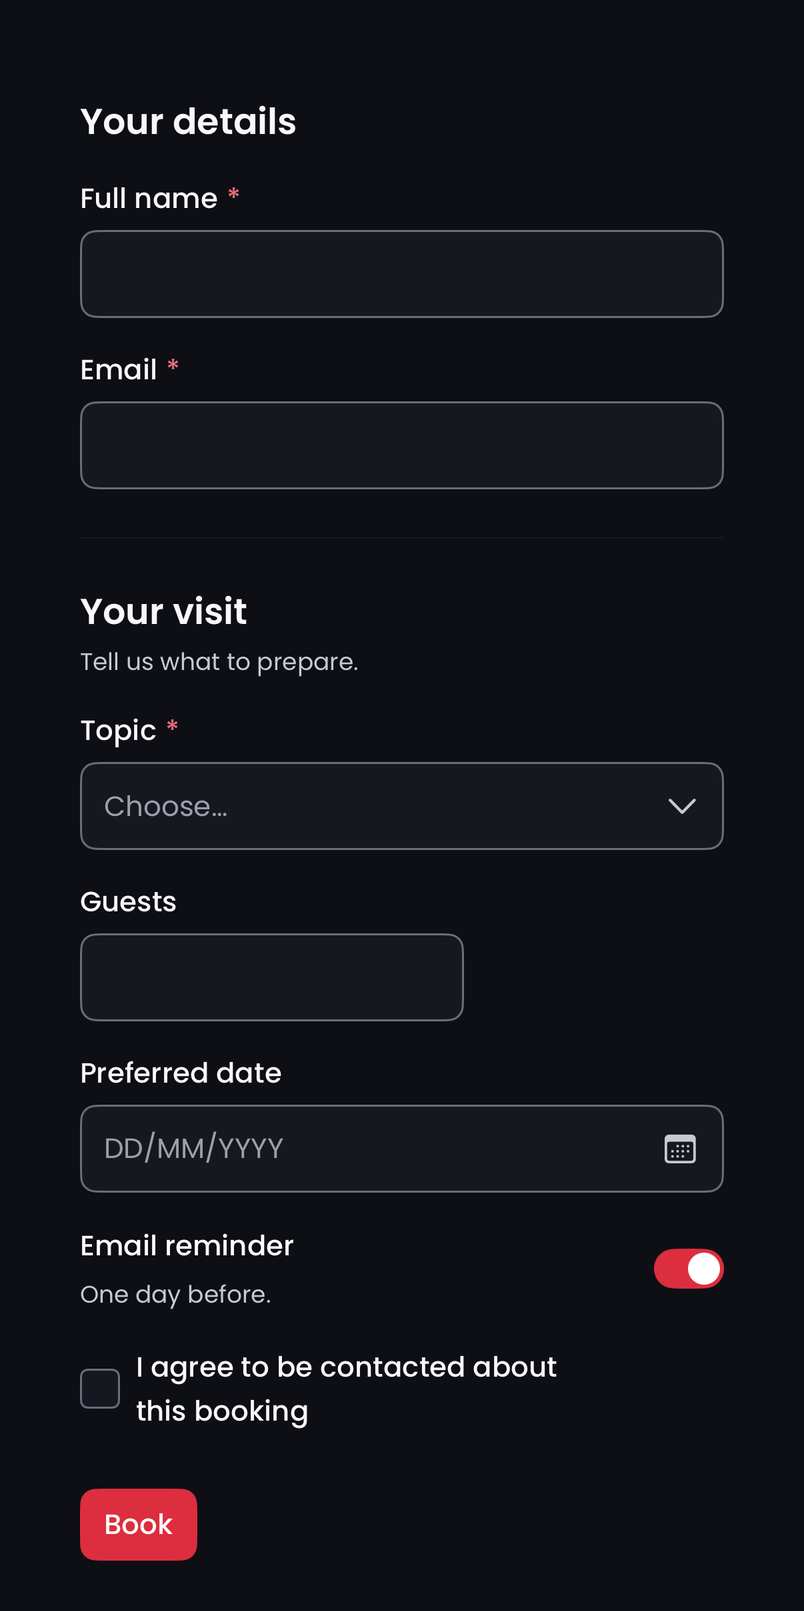 Your details
Full name *
Email *
Your visit
Tell us what to prepare.
Topic *
Choose...
Guests
Preferred date
DD/MM/YYYY
Email reminder
One day before.
I agree to be contacted about
this booking
Book